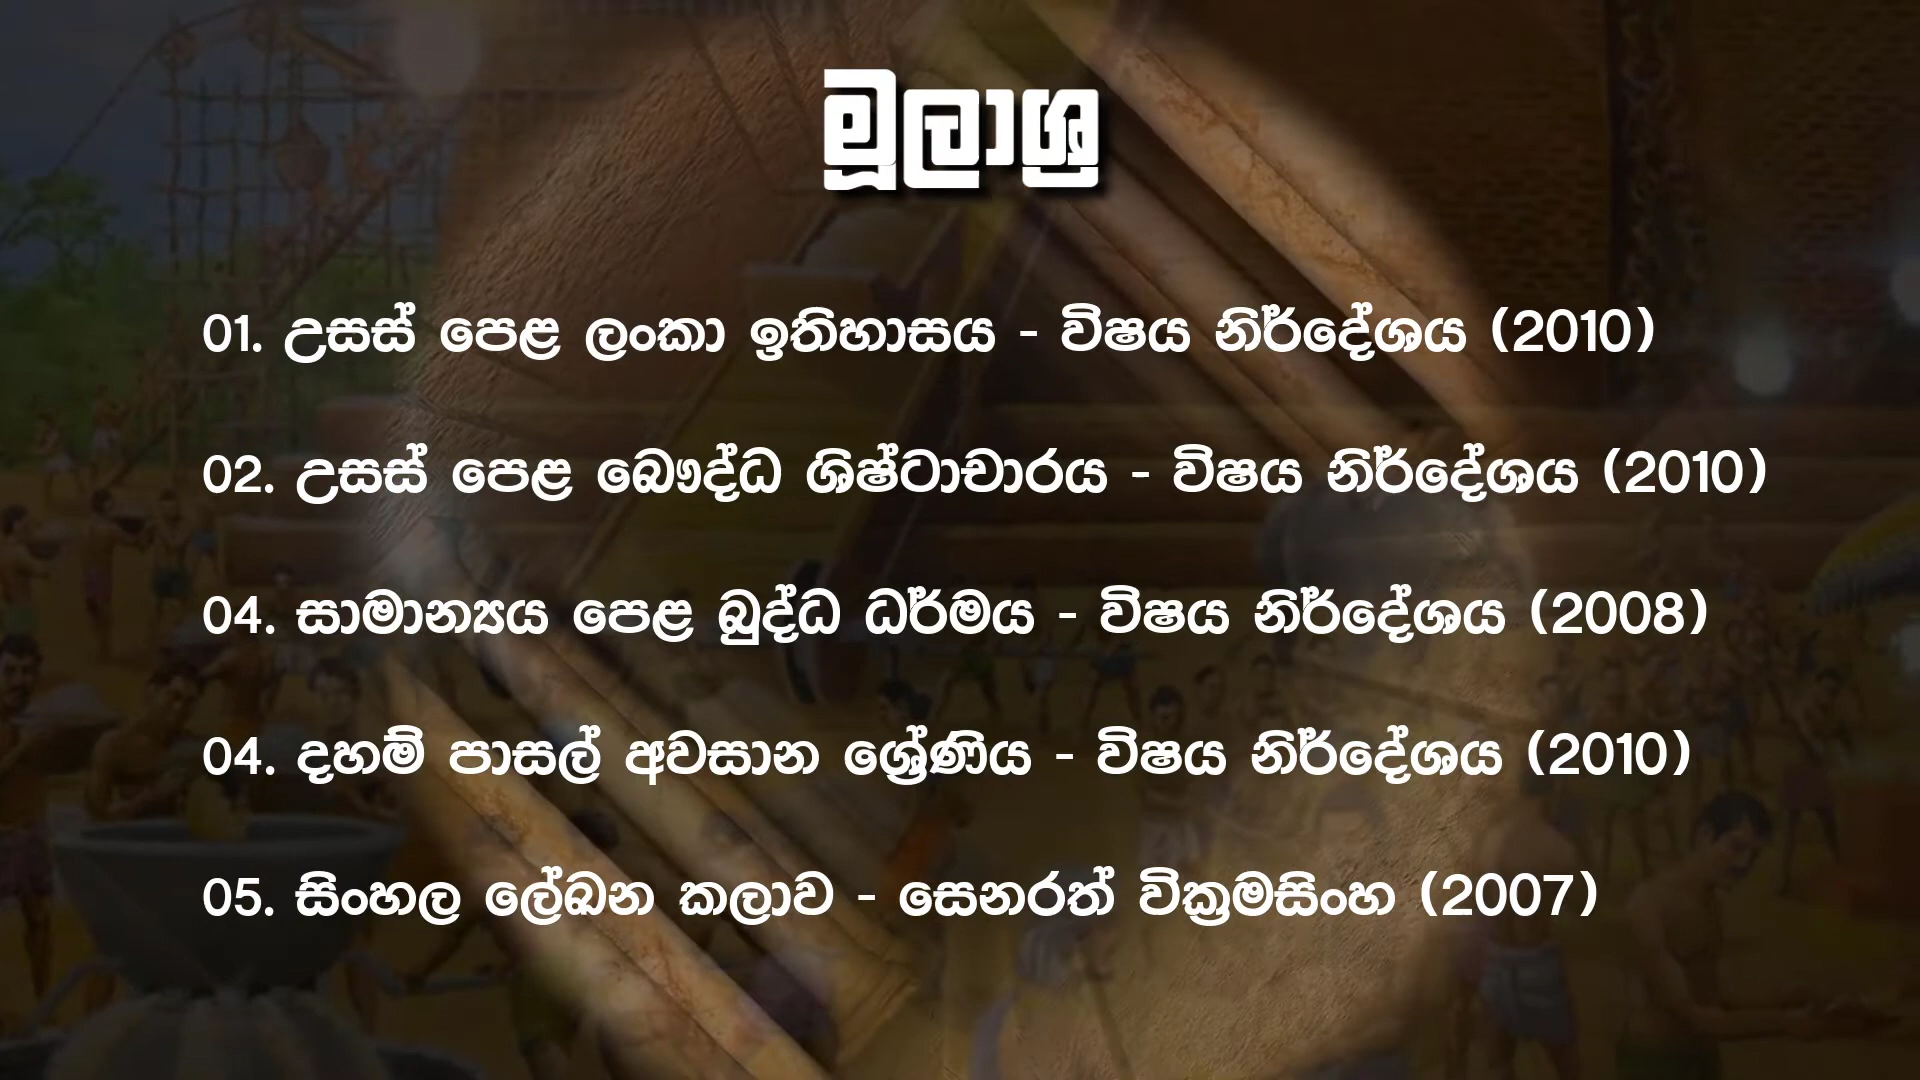 මූලාශ්‍ර
01. උසස් පෙළ ලංකා ඉතිහාසය - විෂය නිර්දේශය (2010)
02. උසස් පෙළ බෞද්ධ ශිෂ්ටාචාරය - විෂය නිර්දේශය (2010)
04. සාමාන්‍යය පෙළ බුද්ධ ධර්මය - විෂය නිර්දේශය (2008)
04. දහම් පාසල් අවසාන ශ්‍රේණිය - විෂය නිර්දේශය (2010)
05. සිංහල ලේඛන කලාව - සෙනරත් වික්‍රමසිංහ (2007)